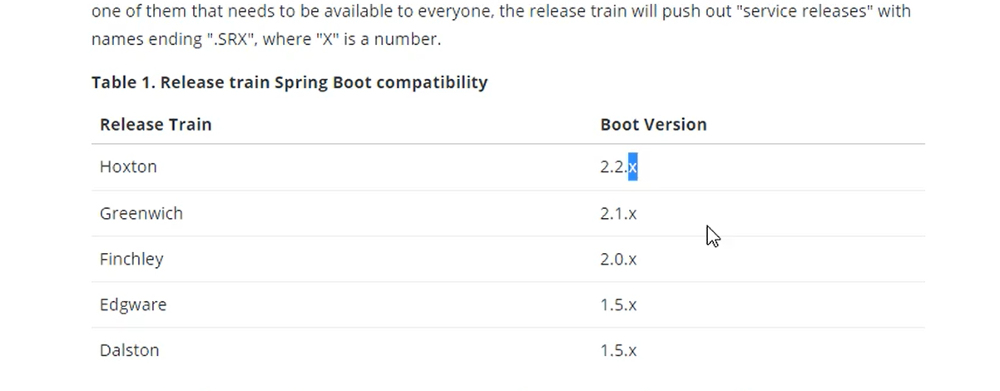 one of them that needs to be available to everyone, the release train will push out "service releases" with
names ending ".SRX", where "X" is a number.
Table 1. Release train Spring Boot compatibility
Release Train Boot Version
Hoxton 2.2.x
Greenwich 2.1.x
Finchley 2.0.x
Edgware 1.5.x
Dalston 1.5.x